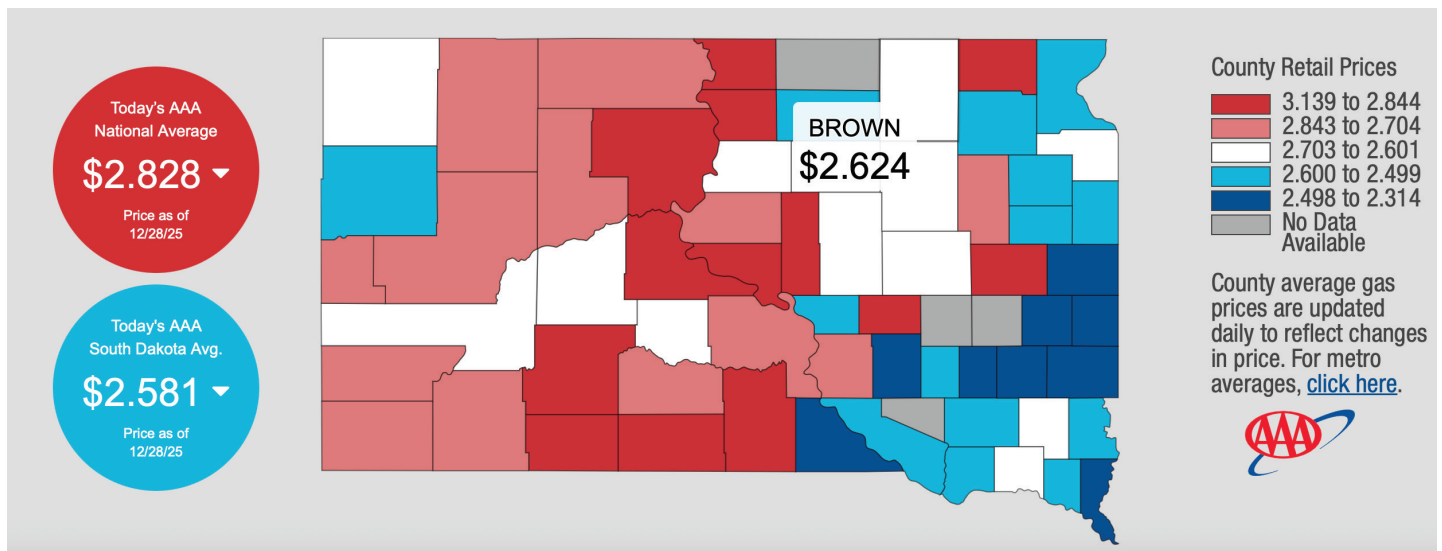 Today's AAA
National Average
$2.828
Price as of
12/28/25
Today's AAA
South Dakota Avg.
$2.581
Price as of
12/28/25
BROWN
$2.624
County Retail Prices
3.139 to 2.844
2.843 to 2.704
2.703 to 2.601
2.600 to 2.499
2.498 to 2.314
No Data
Available
County average gas
prices are updated
daily to reflect changes
in price. For metro
averages, click here.
AAA